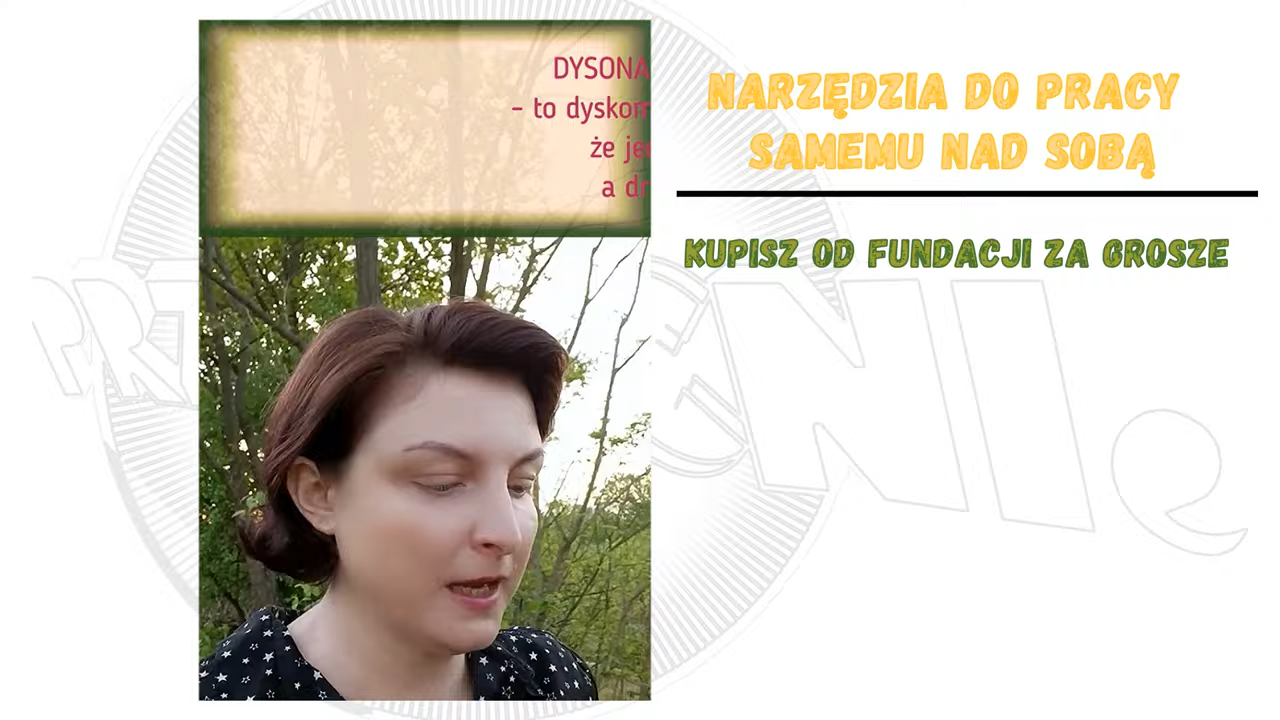 DYSONA
– to dyskom
że je
a dr
NARZĘDZIA DO PRACY
SAMEMU NAD SOBĄ
KUPISZ OD FUNDACJI ZA GROSZE